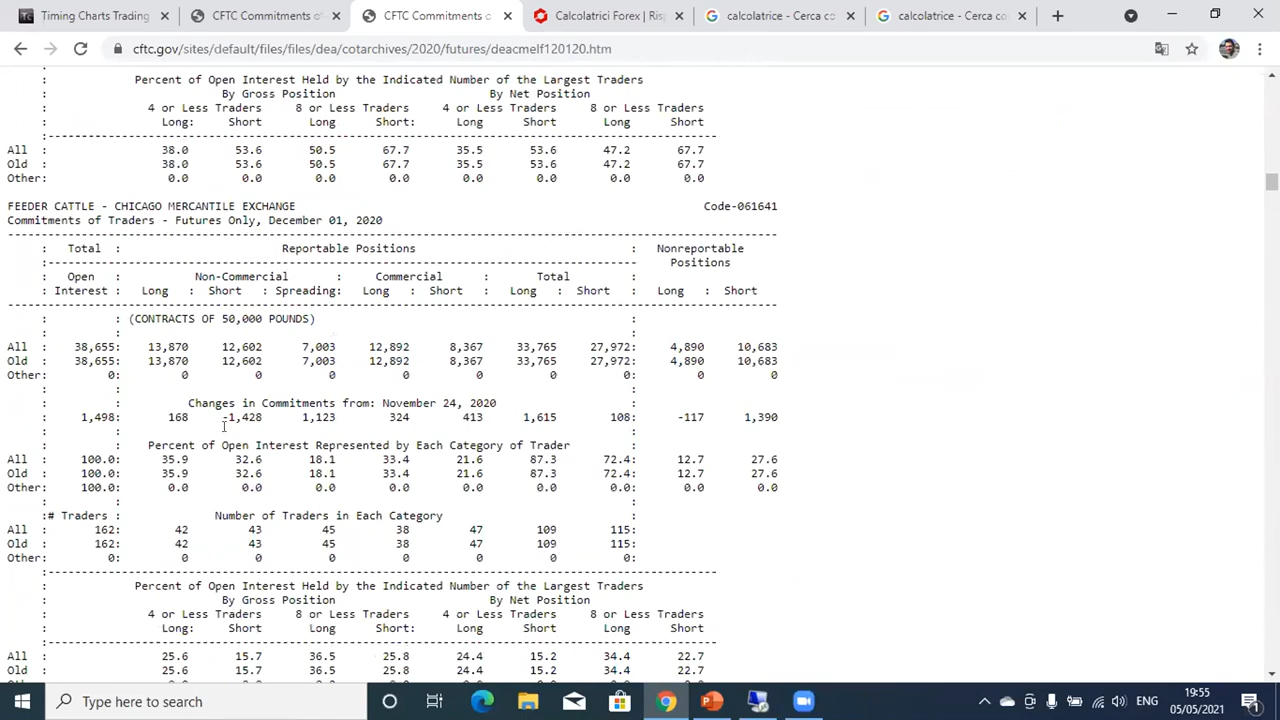 Timing Charts Trading
CFTC Commitments of
CFTC Commitments o
Calcolatrici Forex | Ris
calcolatrice - Cerca co
calcolatrice - Cerca co
cftc.gov/sites/default/files/files/dea/cotarchives/2020/futures/deacmelf120120.htm
: Percent of Open Interest Held by the Indicated Number of the Largest Traders
: By Gross Position By Net Position
: 4 or Less Traders 8 or Less Traders 4 or Less Traders 8 or Less Traders
: Long: Short Long Short: Long Short Long Short
:----------------------------------------------------------------------------------------------
All : 38.0 53.6 50.5 67.7 35.5 53.6 47.2 67.7
Old : 38.0 53.6 50.5 67.7 35.5 53.6 47.2 67.7
Other: 0.0 0.0 0.0 0.0 0.0 0.0 0.0 0.0
FEEDER CATTLE - CHICAGO MERCANTILE EXCHANGE Code-061641
Commitments of Traders - Futures Only, December 01, 2020
--------------------------------------------------------------------------------------------------------------
: Total : Reportable Positions : Nonreportable
:----------------------------------------------------------------------------------: Positions
: Open : Non-Commercial : Commercial : Total :
: Interest : Long : Short : Spreading: Long : Short : Long : Short : Long : Short
--------------------------------------------------------------------------------------------------------------
: : (CONTRACTS OF 50,000 POUNDS) :
: : :
All : 38,655: 13,870 12,602 7,003 12,892 8,367 33,765 27,972: 4,890 10,683
Old : 38,655: 13,870 12,602 7,003 12,892 8,367 33,765 27,972: 4,890 10,683
Other: 0: 0 0 0 0 0 0 0: 0 0
: : :
: : Changes in Commitments from: November 24, 2020 :
: 1,498: 168 -1,428 1,123 324 413 1,615 108: -117 1,390
: : :
: : Percent of Open Interest Represented by Each Category of Trader :
All : 100.0: 35.9 32.6 18.1 33.4 21.6 87.3 72.4: 12.7 27.6
Old : 100.0: 35.9 32.6 18.1 33.4 21.6 87.3 72.4: 12.7 27.6
Other: 100.0: 0.0 0.0 0.0 0.0 0.0 0.0 0.0: 0.0 0.0
: : :
:# Traders : Number of Traders in Each Category :
All : 162: 42 43 45 38 47 109 115:
Old : 162: 42 43 45 38 47 109 115:
Other: 0: 0 0 0 0 0 0 0:
:----------------------------------------------------------------------------------------------
: Percent of Open Interest Held by the Indicated Number of the Largest Traders
: By Gross Position By Net Position
: 4 or Less Traders 8 or Less Traders 4 or Less Traders 8 or Less Traders
: Long: Short Long Short: Long Short Long Short
:----------------------------------------------------------------------------------------------
All : 25.6 15.7 36.5 25.8 24.4 15.2 34.4 22.7
Old : 25.6 15.7 36.5 25.8 24.4 15.2 34.4 22.7
Type here to search
ENG
19:55
05/05/2021
1